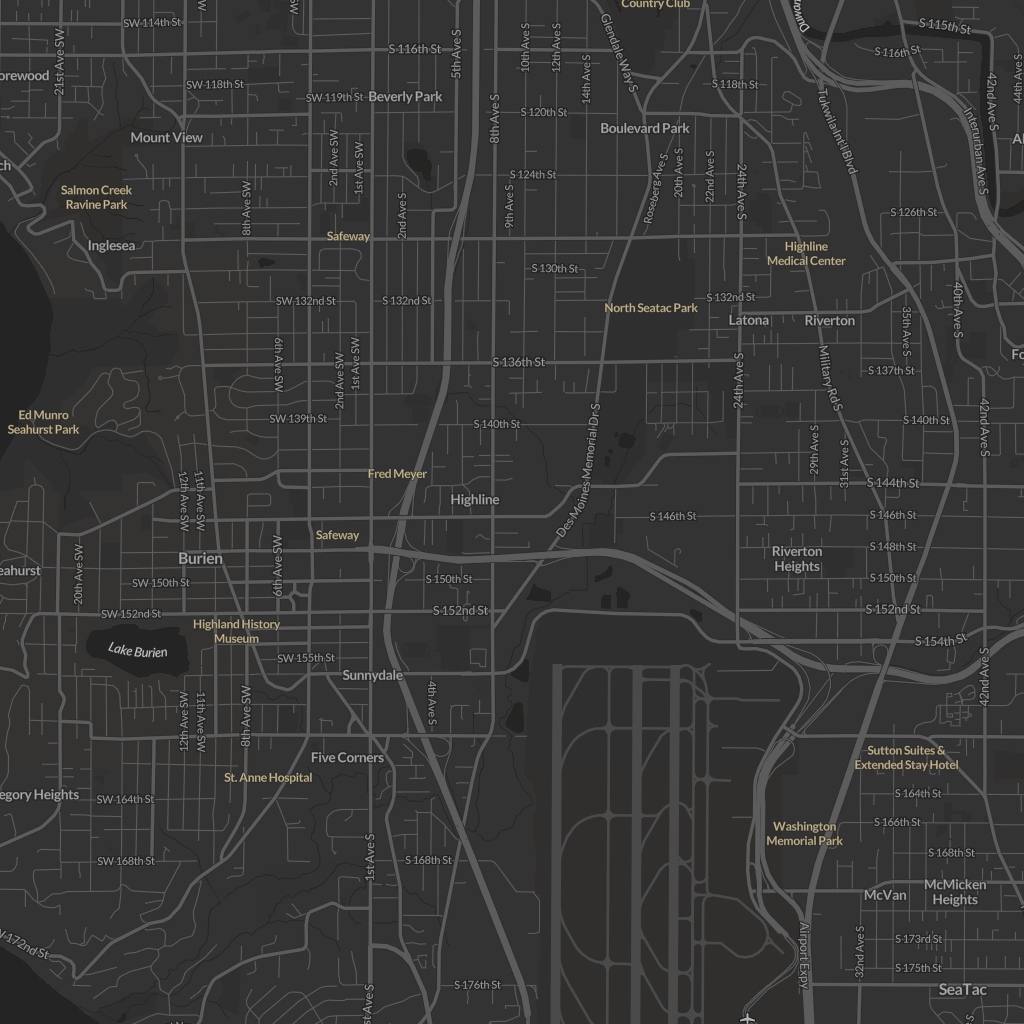 Country Club
SW 114th St
S 115th St
S 116th St
S 116th St
21st Ave SW
5th Ave S
10th Ave S
12th Ave S
14th Ave S
Glendale Way S
44th Ave S
42nd Ave S
SW 118th St
S 118th St
SW 119th St
Beverly Park
8th Ave S
S 120th St
Tukwila Int'l Blvd
Interurban Ave S
Boulevard Park
Mount View
2nd Ave SW
1st Ave SW
S 124th St
Roseberg Ave S
20th Ave S
22nd Ave S
24th Ave S
Salmon Creek
Ravine Park
8th Ave SW
2nd Ave S
9th Ave S
S 126th St
Safeway
Inglesea
Highline
Medical Center
S 130th St
SW 132nd St
S 132nd St
S 132nd St
North Seatac Park
Latona
Riverton
40th Ave S
35th Ave S
6th Ave SW
2nd Ave SW
1st Ave SW
S 136th St
24th Ave S
Military Rd S
S 137th St
Ed Munro
Seahurst Park
SW 139th St
S 140th St
S 140th St
42nd Ave S
Des Moines Memorial Dr S
29th Ave S
31st Ave S
12th Ave SW
11th Ave SW
Fred Meyer
S 144th St
Highline
S 146th St
S 146th St
Safeway
Burien
Riverton
Heights
S 148th St
20th Ave SW
6th Ave SW
SW 150th St
S 150th St
S 150th St
SW 152nd St
S 152nd St
S 152nd St
Highland History
Museum
Lake Burien
S 154th St
SW 155th St
Sunnydale
42nd Ave S
4th Ave S
12th Ave SW
11th Ave SW
8th Ave SW
Five Corners
Sutton Suites &
Extended Stay Hotel
St. Anne Hospital
SW 164th St
S 164th St
S 166th St
Washington
Memorial Park
1st Ave S
SW 168th St
S 168th St
S 168th St
McVan
McMicken
Heights
Airport Expy
32nd Ave S
S 173rd St
S 175th St
S 176th St
SeaTac